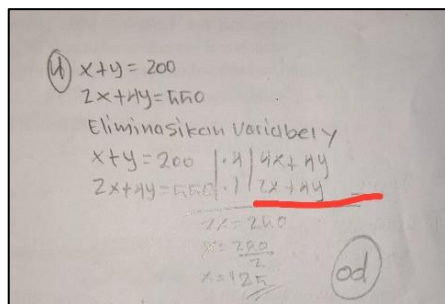 4) x+y = 200
2x+4y = 550
Eliminasikan Variabel y
x+y = 200 | .4 | 4x+4y
2x+4y = 550 | .1 | 2x+4y
2x = 250
x = 250/2
x = 125
od